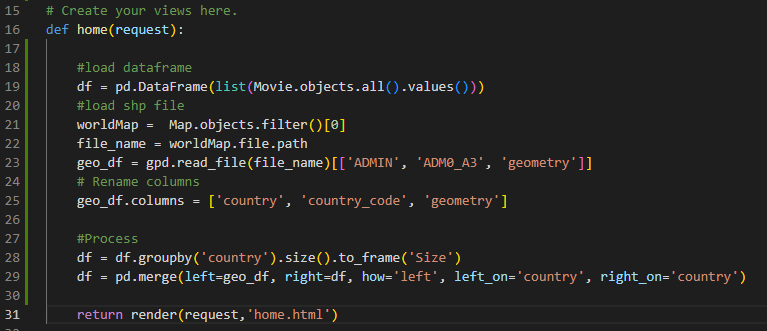 15 # Create your views here.
16 def home(request):
17
18 #load dataframe
19 df = pd.DataFrame(list(Movie.objects.all().values()))
20 #load shp file
21 worldMap =  Map.objects.filter()[0]
22 file_name = worldMap.file.path
23 geo_df = gpd.read_file(file_name)[['ADMIN', 'ADM0_A3', 'geometry']]
24 # Rename columns
25 geo_df.columns = ['country', 'country_code', 'geometry']
26
27 #Process
28 df = df.groupby('country').size().to_frame('Size')
29 df = pd.merge(left=geo_df, right=df, how='left', left_on='country', right_on='country')
30
31 return render(request,'home.html')